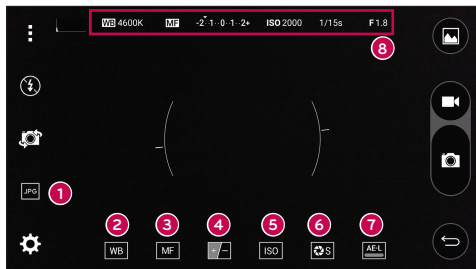 WB 4600K MF -2·1··0··1··2+ ISO 2000 1/15s F 1.8
8
JPG 1
2 3 4 5 6 7
WB MF +/- ISO S AE-L